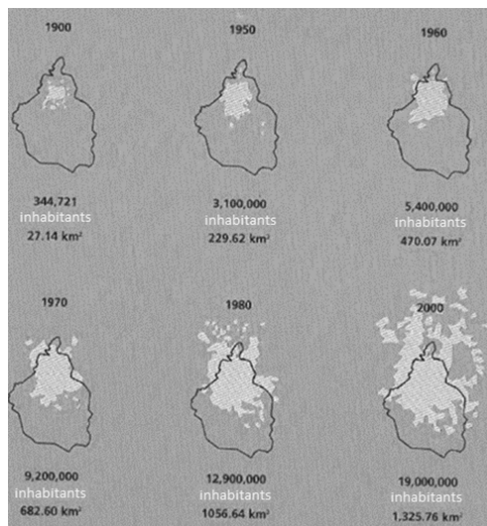 1900
1950
1960
344,721
inhabitants
27.14 km²
3,100,000
inhabitants
229.62 km²
5,400,000
inhabitants
470.07 km²
1970
1980
2000
9,200,000
inhabitants
682.60 km²
12,900,000
inhabitants
1056.64 km²
19,000,000
inhabitants
1,325.76 km²